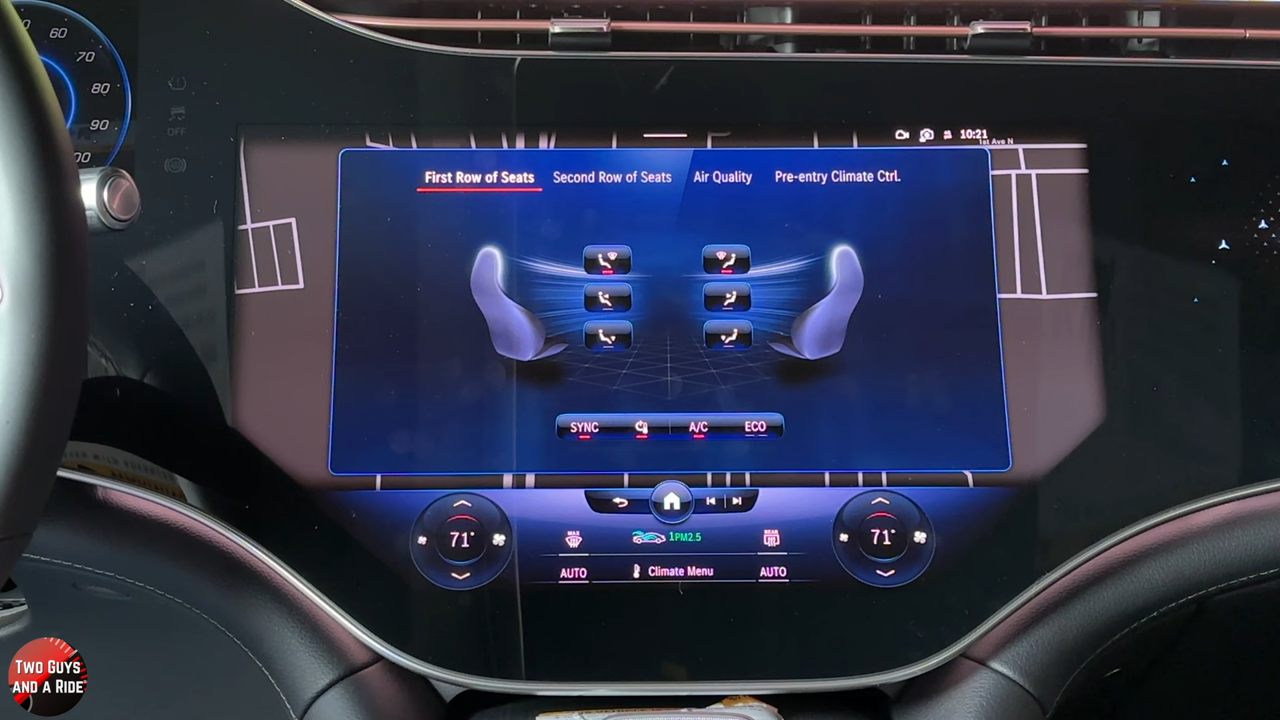 60
70
80
90
OFF
10:21
1st Ave N
First Row of Seats Second Row of Seats Air Quality Pre-entry Climate Ctrl.
SYNC A/C ECO
71° MAX 1PM2.5 REAR 71°
AUTO Climate Menu AUTO
TWO GUYS
AND A RIDE